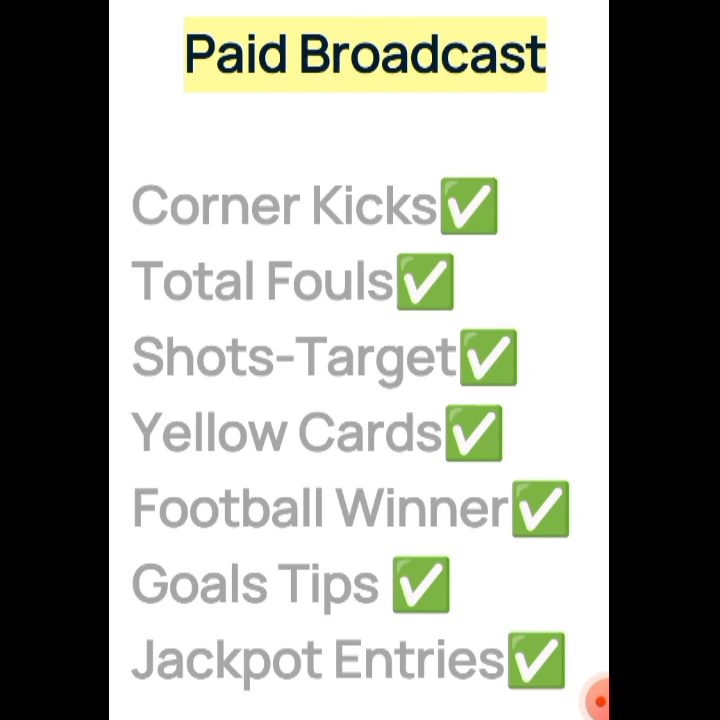 Paid Broadcast
Corner Kicks✅
Total Fouls✅
Shots-Target✅
Yellow Cards✅
Football Winner✅
Goals Tips ✅
Jackpot Entries✅